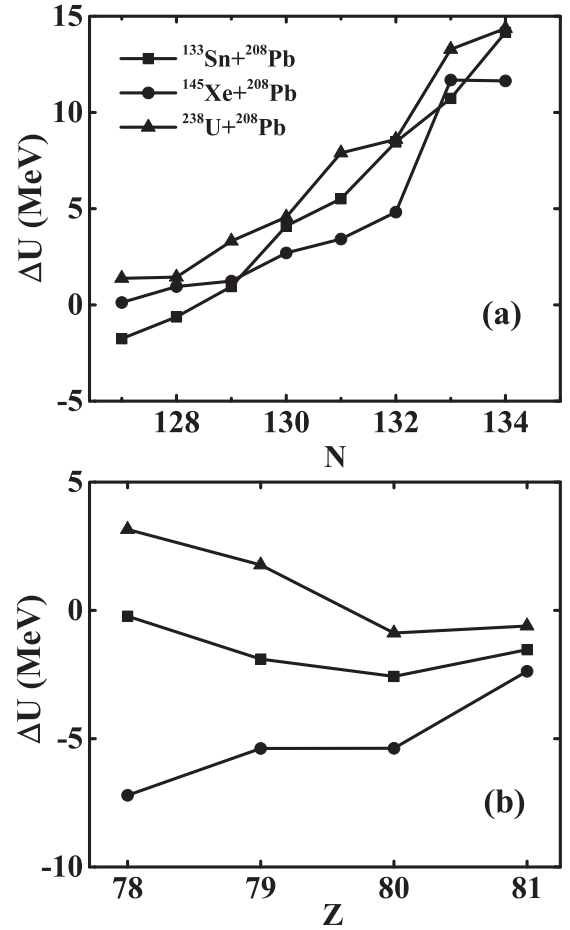 15
10
5
0
-5
ΔU (MeV)
¹³³Sn+²⁰⁸Pb
¹⁴⁵Xe+²⁰⁸Pb
²³⁸U+²⁰⁸Pb
(a)
128 130 132 134
N
5
0
-5
-10
ΔU (MeV)
(b)
78 79 80 81
Z